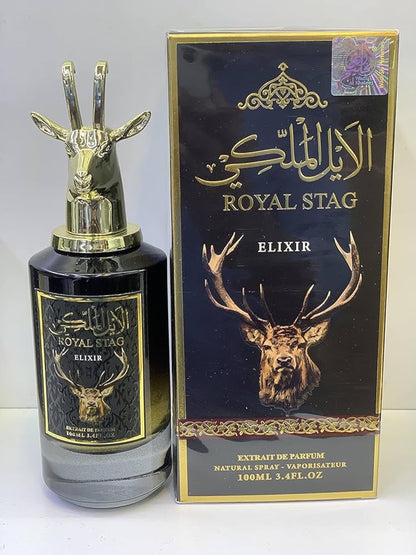 الايل الملكي
ROYAL STAG
ELIXIR
EXTRAIT DE PARFUM
100ML 3.4FL.OZ
الايل الملكي
ROYAL STAG
ELIXIR
EXTRAIT DE PARFUM
NATURAL SPRAY - VAPORISATEUR
100ML 3.4FL.OZ